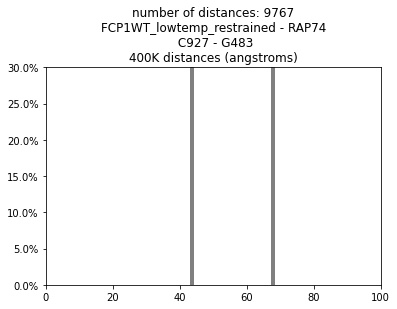 number of distances: 9767
FCP1WT_lowtemp_restrained - RAP74
C927 - G483
400K distances (angstroms)
30.0%
25.0%
20.0%
15.0%
10.0%
5.0%
0.0%
0 20 40 60 80 100